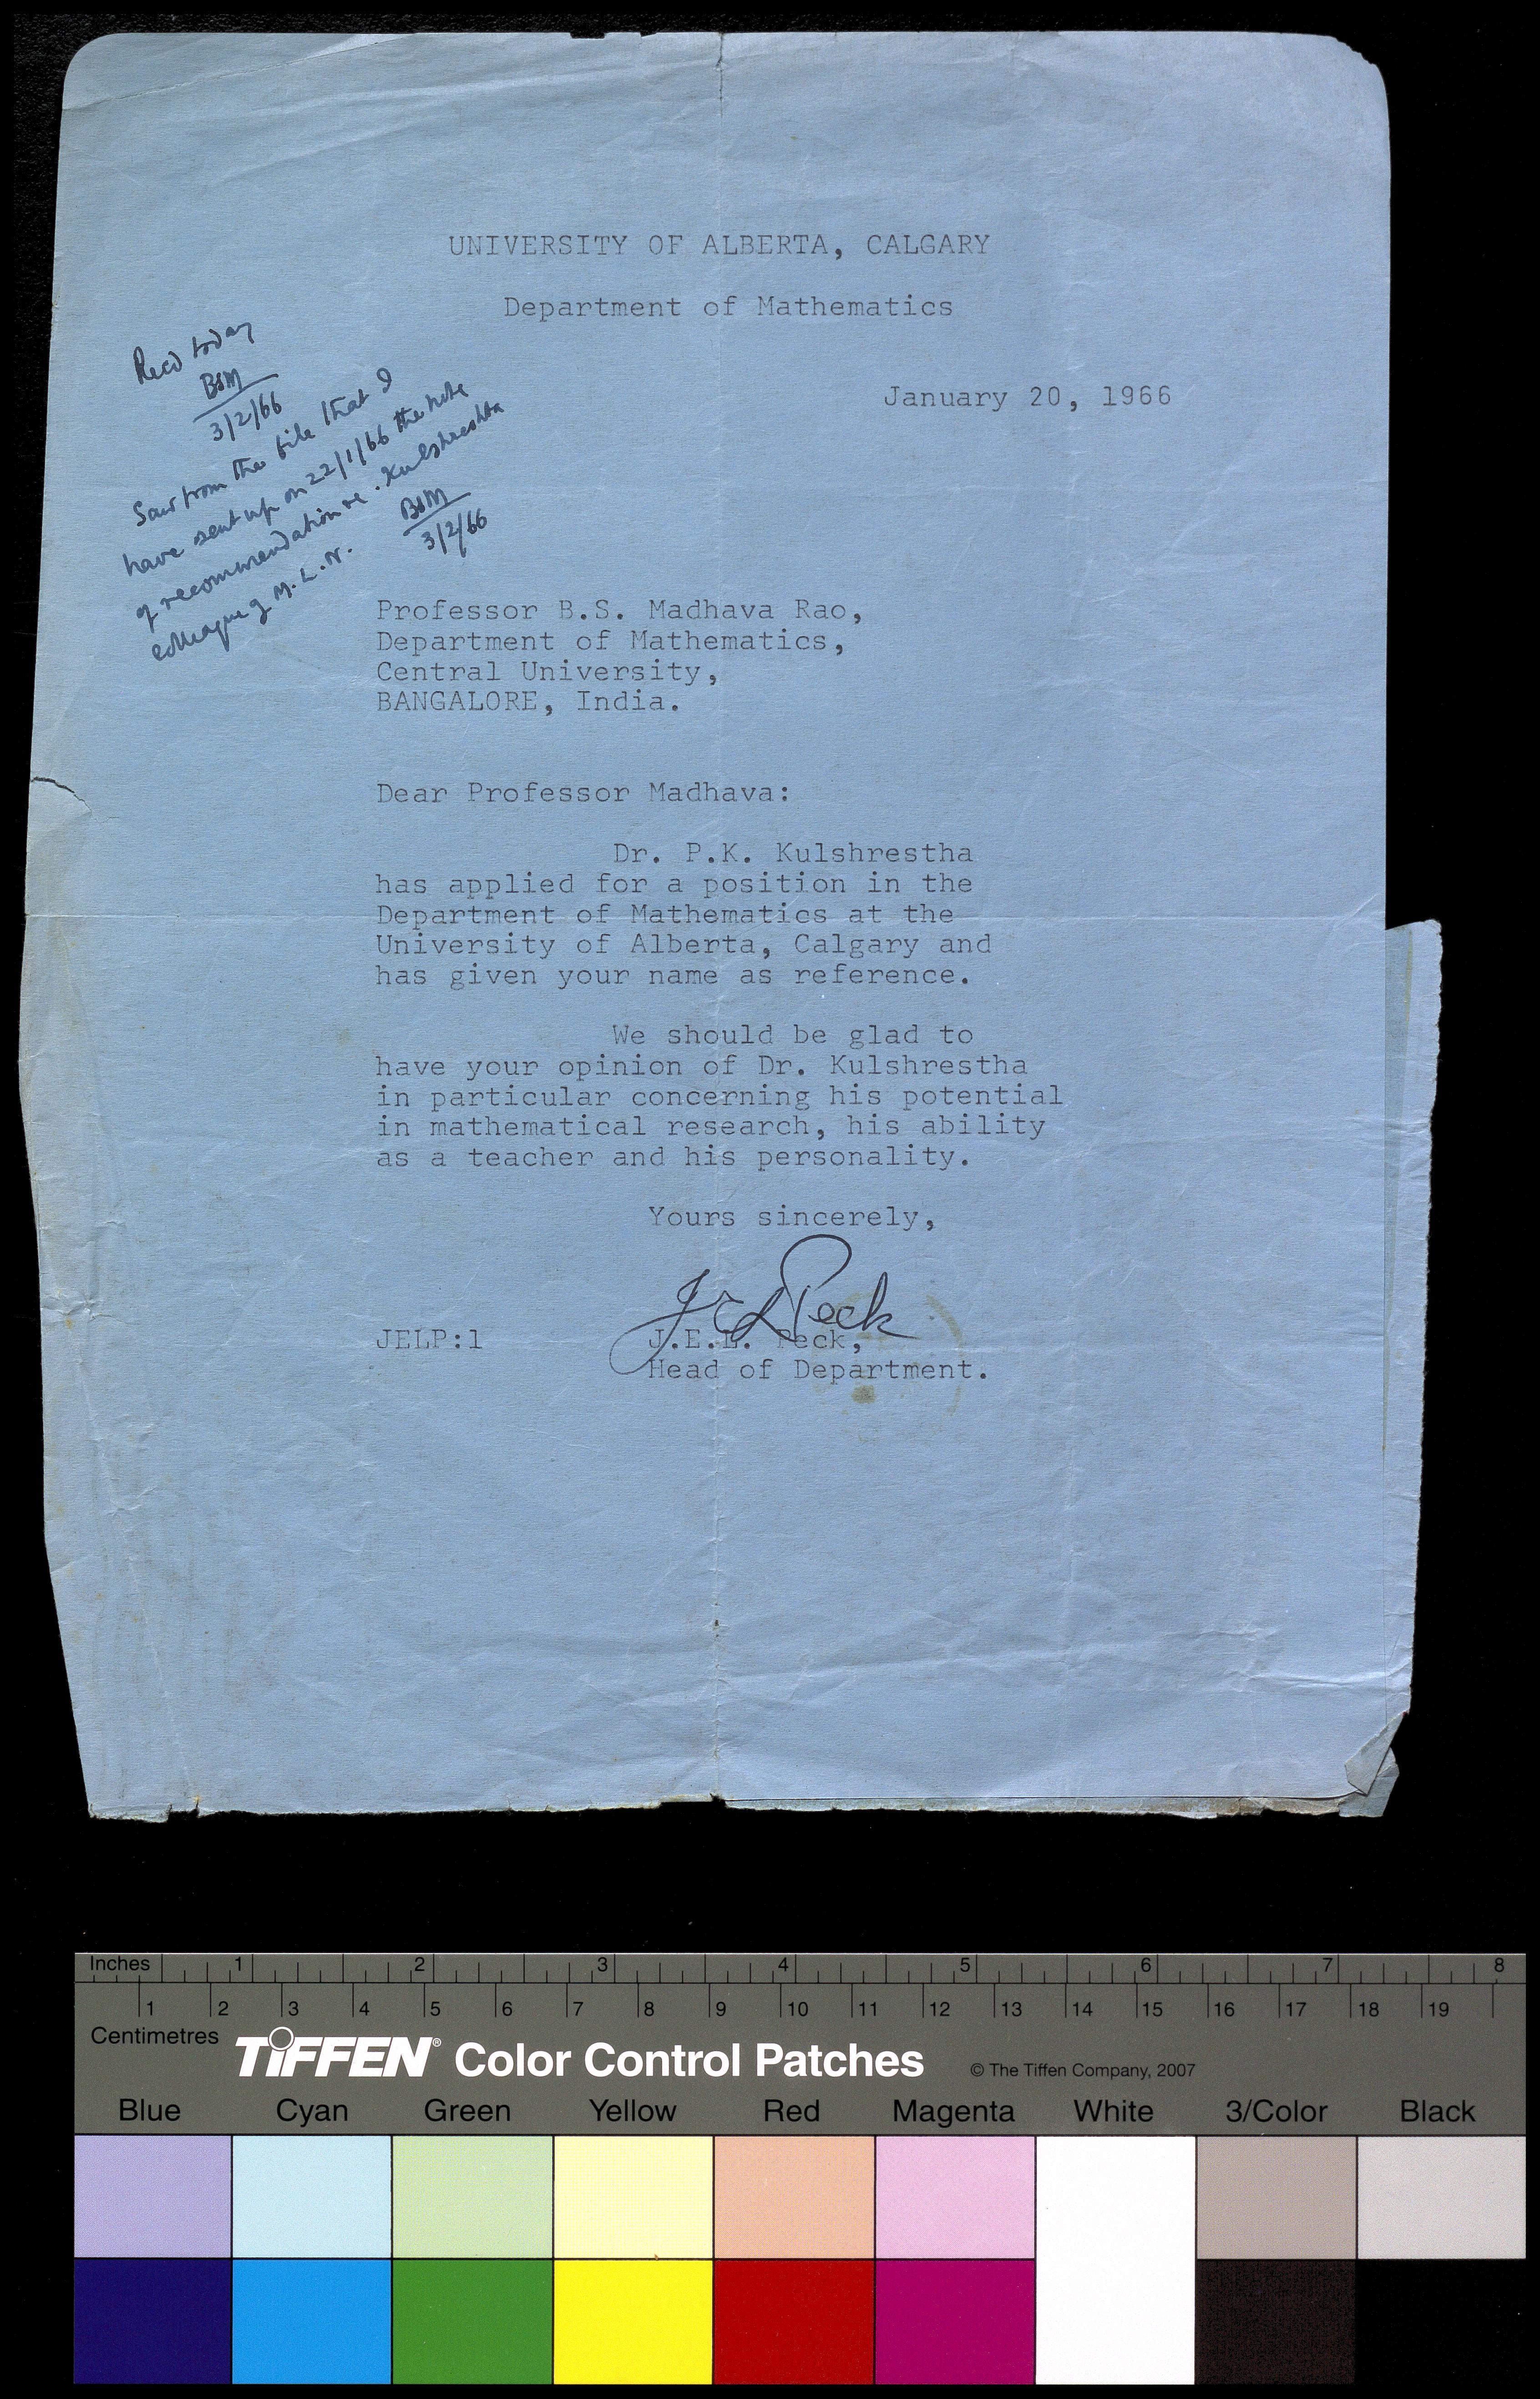 UNIVERSITY OF ALBERTA, CALGARY
Department of Mathematics
January 20, 1966
Recd today
BSM
3/2/66
Saw from the file that I
have sent up on 22/1/66 the note
of recommendation re. Kulshreshta
colleague of M.L.N.
BSM
3/2/66
Professor B.S. Madhava Rao,
Department of Mathematics,
Central University,
BANGALORE, India.
Dear Professor Madhava:
Dr. P.K. Kulshrestha
has applied for a position in the
Department of Mathematics at the
University of Alberta, Calgary and
has given your name as reference.
We should be glad to
have your opinion of Dr. Kulshrestha
in particular concerning his potential
in mathematical research, his ability
as a teacher and his personality.
Yours sincerely,
JEL Peck
JELP:l
J.E.L. Peck,
Head of Department.
Inches 1 2 3 4 5 6 7 8
1 2 3 4 5 6 7 8 9 10 11 12 13 14 15 16 17 18 19
Centimetres
TIFFEN® Color Control Patches © The Tiffen Company, 2007
Blue Cyan Green Yellow Red Magenta White 3/Color Black